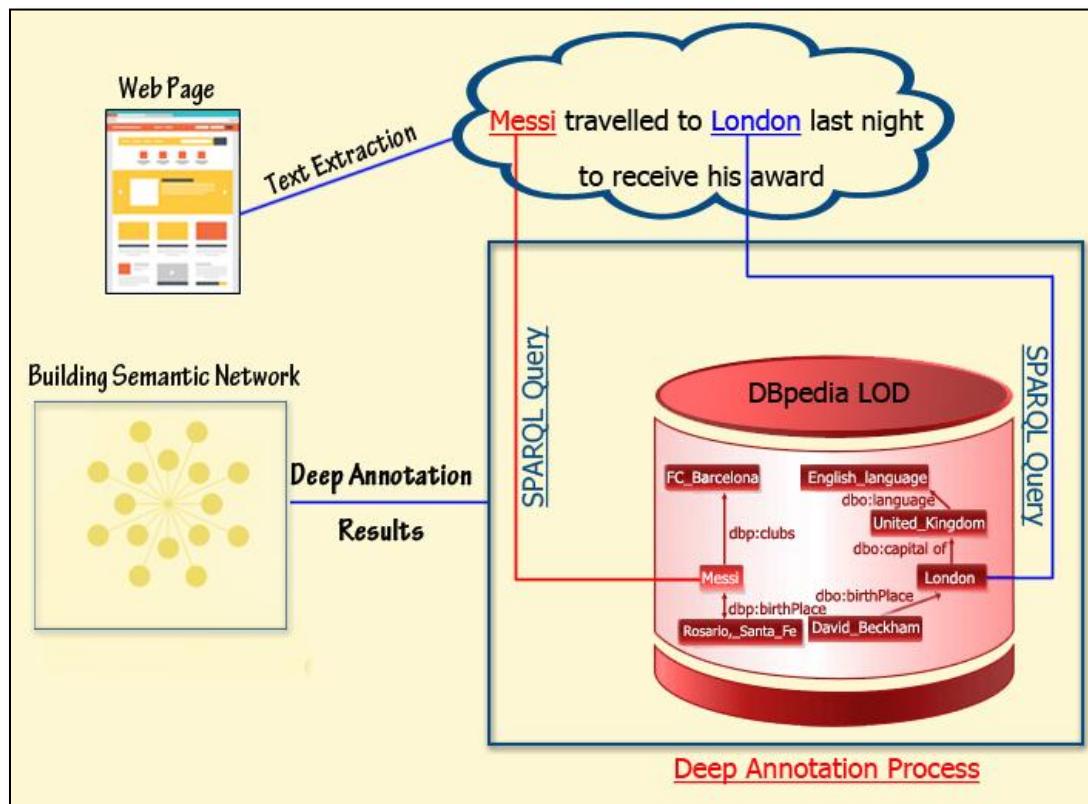 Web Page
Text Extraction
Messi travelled to London last night
to receive his award
Building Semantic Network
Deep Annotation
Results
SPARQL Query
SPARQL Query
DBpedia LOD
FC_Barcelona
English_language
dbo:language
United_Kingdom
dbp:clubs
dbo:capital of
Messi
London
dbo:birthPlace
dbp:birthPlace
Rosario,_Santa_Fe
David_Beckham
Deep Annotation Process